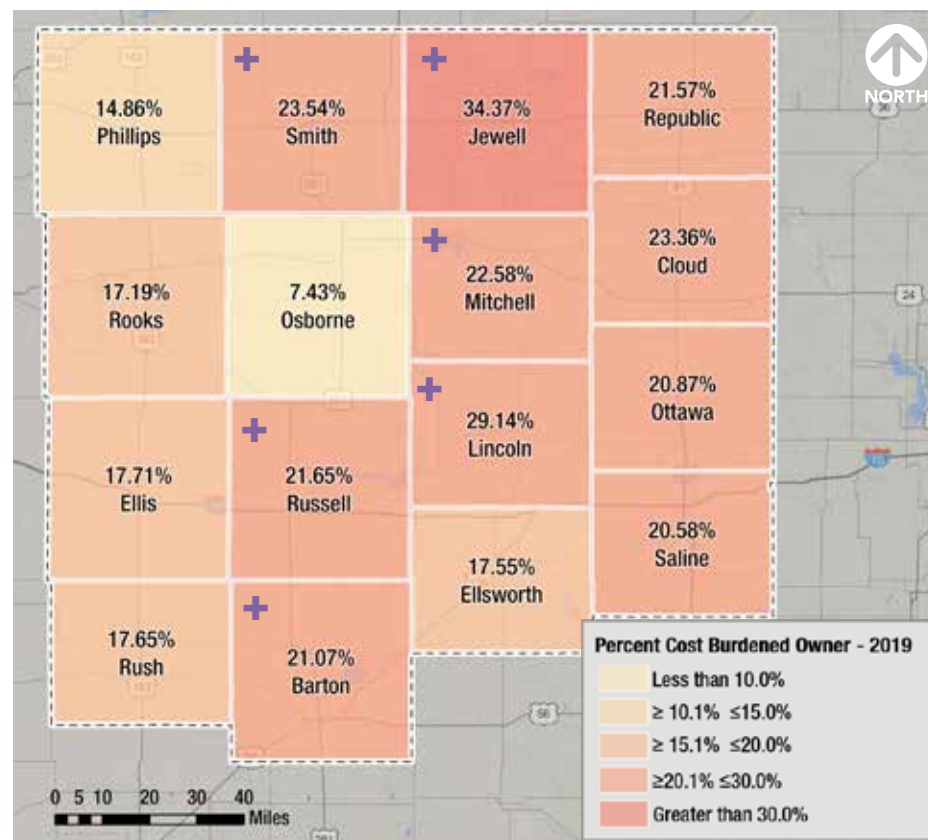 14.86%
Phillips
23.54%
Smith
34.37%
Jewell
21.57%
Republic
NORTH
36
17.19%
Rooks
7.43%
Osborne
22.58%
Mitchell
23.36%
Cloud
24
17.71%
Ellis
21.65%
Russell
29.14%
Lincoln
20.87%
Ottawa
17.65%
Rush
21.07%
Barton
17.55%
Ellsworth
20.58%
Saline
56
Percent Cost Burdened Owner - 2019
Less than 10.0%
≥ 10.1% ≤15.0%
≥ 15.1% ≤20.0%
≥20.1% ≤30.0%
Greater than 30.0%
0 5 10 20 30 40
Miles
281